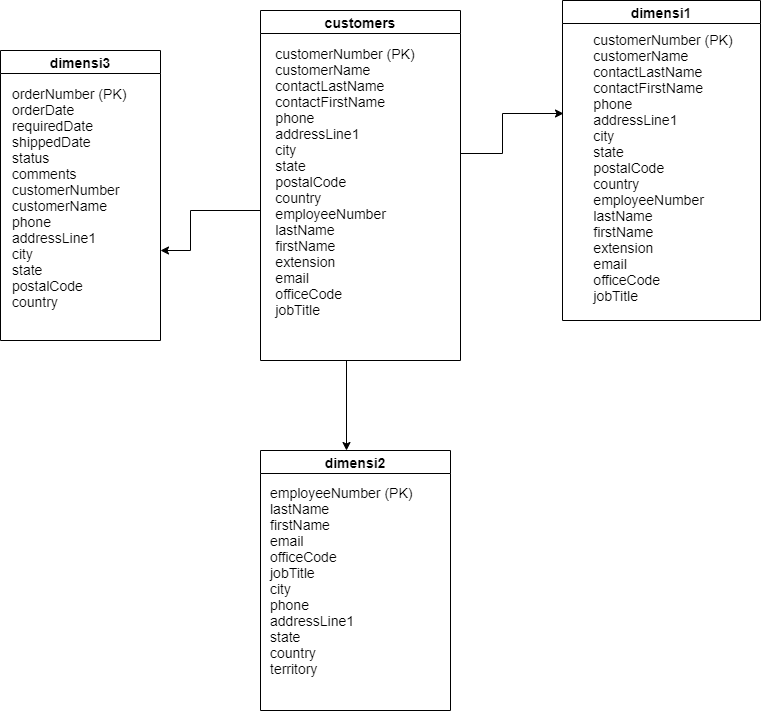 customers
customerNumber (PK)
customerName
contactLastName
contactFirstName
phone
addressLine1
city
state
postalCode
country
employeeNumber
lastName
firstName
extension
email
officeCode
jobTitle
dimensi1
customerNumber (PK)
customerName
contactLastName
contactFirstName
phone
addressLine1
city
state
postalCode
country
employeeNumber
lastName
firstName
extension
email
officeCode
jobTitle
dimensi3
orderNumber (PK)
orderDate
requiredDate
shippedDate
status
comments
customerNumber
customerName
phone
addressLine1
city
state
postalCode
country
dimensi2
employeeNumber (PK)
lastName
firstName
email
officeCode
jobTitle
city
phone
addressLine1
state
country
territory